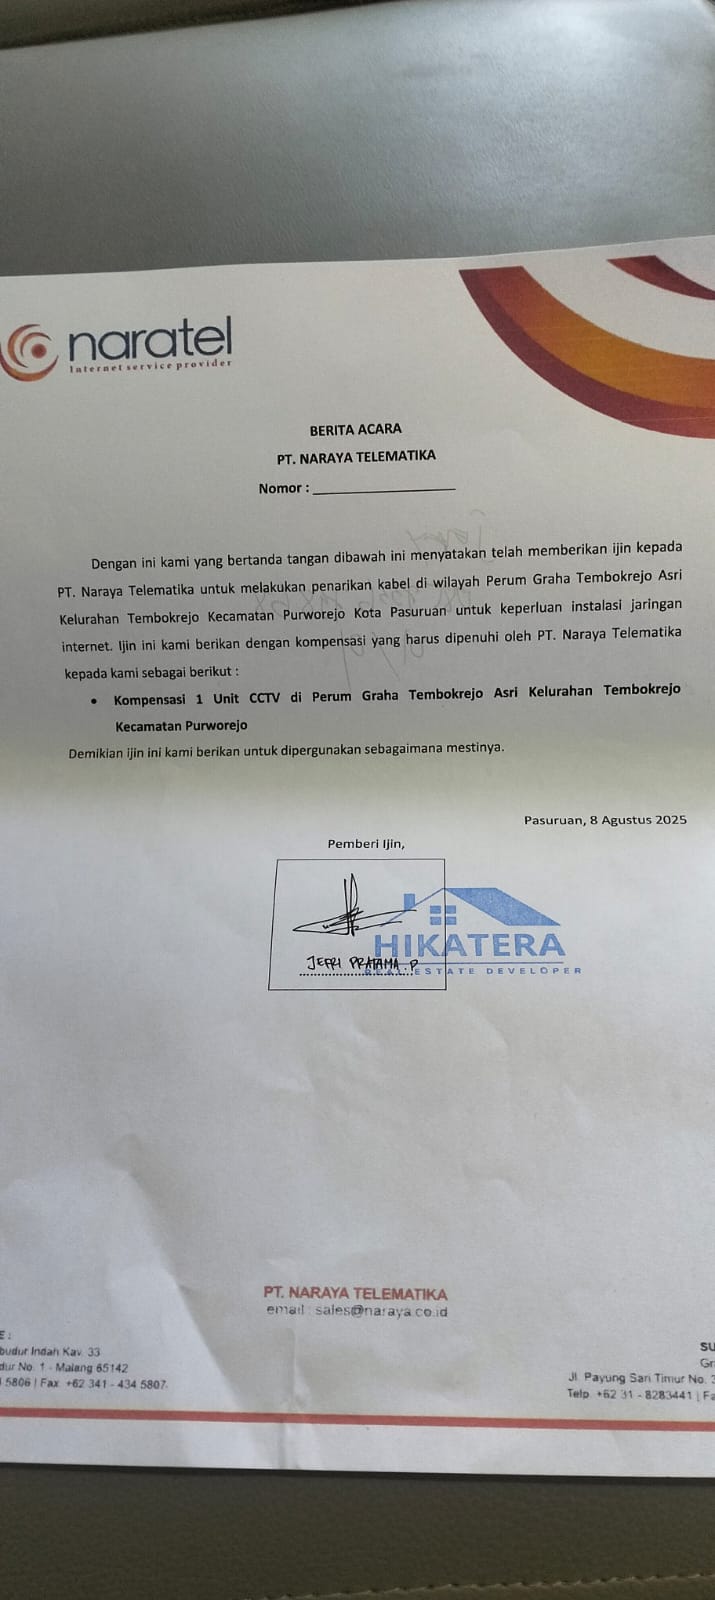 naratel
Internet service provider
BERITA ACARA
PT. NARAYA TELEMATIKA
Nomor : ____________________
Dengan ini kami yang bertanda tangan dibawah ini menyatakan telah memberikan ijin kepada
PT. Naraya Telematika untuk melakukan penarikan kabel di wilayah Perum Graha Tembokrejo Asri
Kelurahan Tembokrejo Kecamatan Purworejo Kota Pasuruan untuk keperluan instalasi jaringan
internet. Ijin ini kami berikan dengan kompensasi yang harus dipenuhi oleh PT. Naraya Telematika
kepada kami sebagai berikut :
• Kompensasi 1 Unit CCTV di Perum Graha Tembokrejo Asri Kelurahan Tembokrejo
Kecamatan Purworejo
Demikian ijin ini kami berikan untuk dipergunakan sebagaimana mestinya.
Pasuruan, 8 Agustus 2025
Pemberi Ijin,
HIKATERA
JEFRI PRATAMA . P
REAL ESTATE DEVELOPER
PT. NARAYA TELEMATIKA
email : sales@naraya.co.id
E :
budur Indah Kav. 33
dur No. 1 - Malang 65142
5806 | Fax. +62 341 - 434 5807.
SU
Gr
Jl. Payung Sari Timur No. 3
Telp. +62 31 - 8283441 | Fa